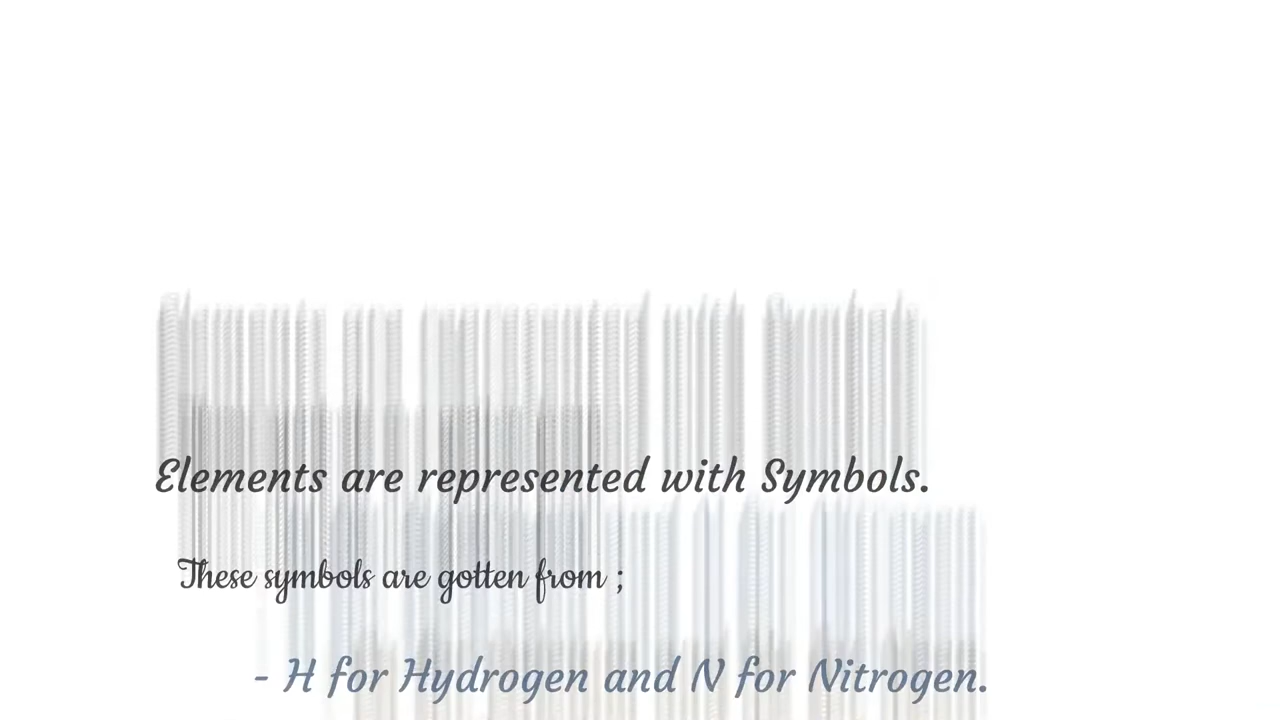 Elements are represented with Symbols.
These symbols are gotten from ;
- H for Hydrogen and N for Nitrogen.